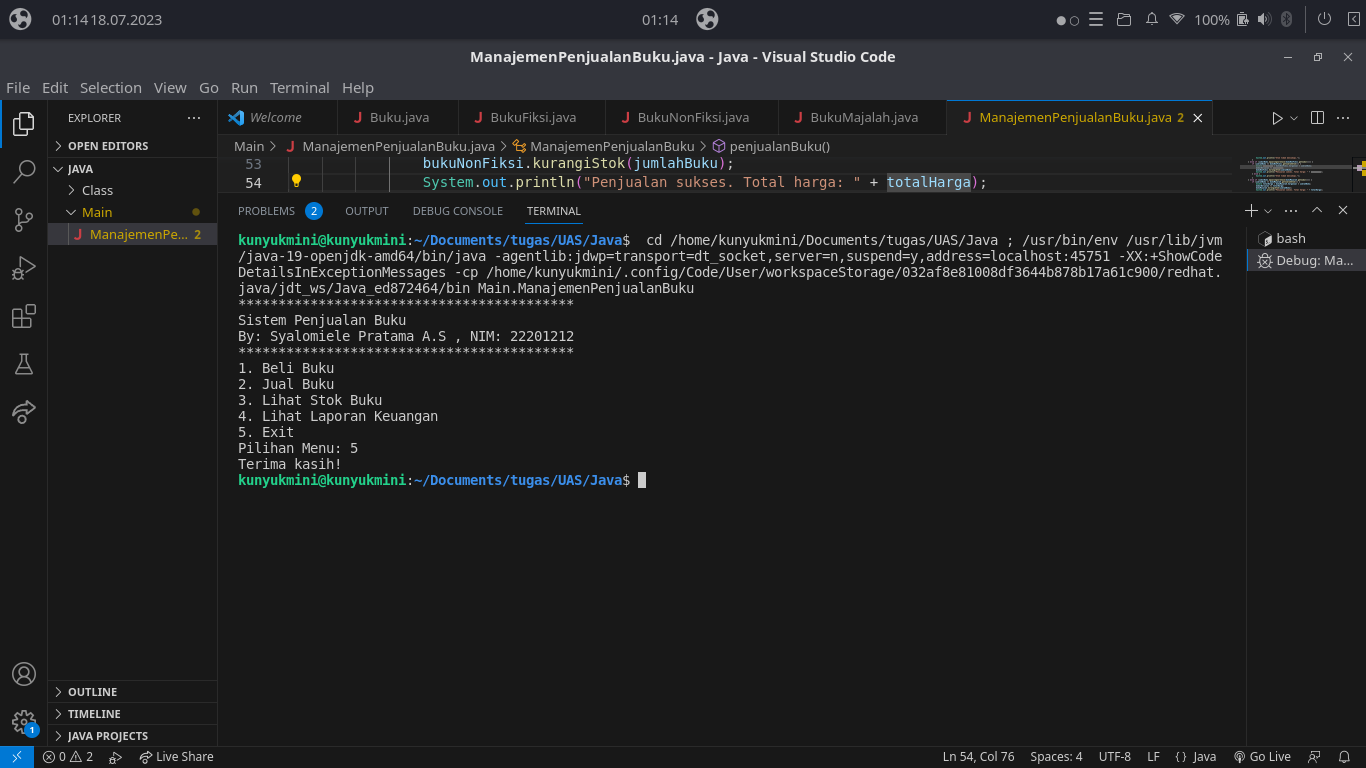 01:14 18.07.2023
01:14
100%
ManajemenPenjualanBuku.java - Java - Visual Studio Code
File Edit Selection View Go Run Terminal Help
EXPLORER
Welcome
Buku.java
BukuFiksi.java
BukuNonFiksi.java
BukuMajalah.java
ManajemenPenjualanBuku.java 2
OPEN EDITORS
JAVA
Class
Main
ManajemenPe... 2
Main > ManajemenPenjualanBuku.java > ManajemenPenjualanBuku > penjualanBuku()
53 bukuNonFiksi.kurangiStok(jumlahBuku);
54 System.out.println("Penjualan sukses. Total harga: " + totalHarga);
PROBLEMS 2 OUTPUT DEBUG CONSOLE TERMINAL
kunyukmini@kunyukmini:~/Documents/tugas/UAS/Java$  cd /home/kunyukmini/Documents/tugas/UAS/Java ; /usr/bin/env /usr/lib/jvm
/java-19-openjdk-amd64/bin/java -agentlib:jdwp=transport=dt_socket,server=n,suspend=y,address=localhost:45751 -XX:+ShowCode
DetailsInExceptionMessages -cp /home/kunyukmini/.config/Code/User/workspaceStorage/032af8e81008df3644b878b17a61c900/redhat.
java/jdt_ws/Java_ed872464/bin Main.ManajemenPenjualanBuku
******************************************
Sistem Penjualan Buku
By: Syalomiele Pratama A.S , NIM: 22201212
******************************************
1. Beli Buku
2. Jual Buku
3. Lihat Stok Buku
4. Lihat Laporan Keuangan
5. Exit
Pilihan Menu: 5
Terima kasih!
kunyukmini@kunyukmini:~/Documents/tugas/UAS/Java$
bash
Debug: Ma...
OUTLINE
TIMELINE
JAVA PROJECTS
1
0 2 Live Share
Ln 54, Col 76 Spaces: 4 UTF-8 LF {} Java Go Live